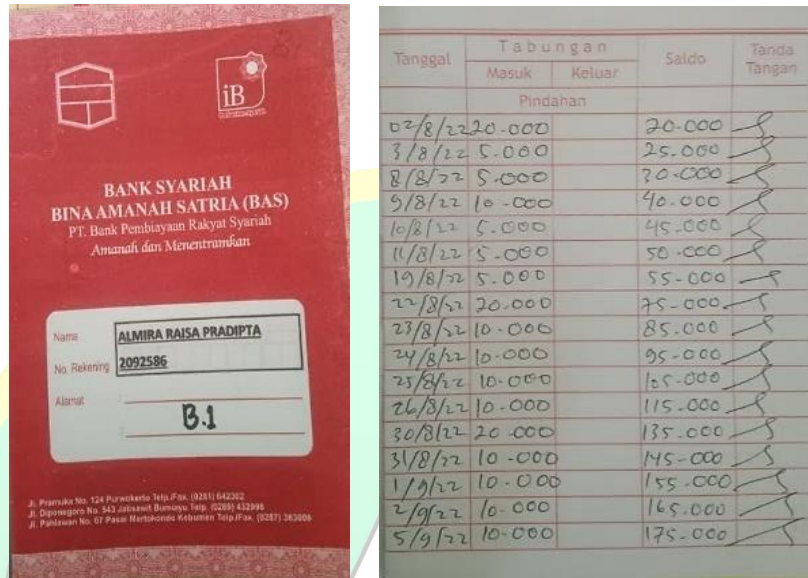 iB
BANK SYARIAH
BINA AMANAH SATRIA (BAS)
PT. Bank Pembiayaan Rakyat Syariah
Amanah dan Menentramkan
Nama ALMIRA RAISA PRADIPTA
No. Rekening 2092586
Alamat
B.1
Jl. Pramuka No. 124 Purwokerto Telp./Fax. (0281) 642302
Jl. Diponegoro No. 543 Jatisawit Bumiayu Telp. (0289) 432998
Jl. Pahlawan No. 67 Pasar Mertokondo Kebumen Telp./Fax. (0287) 383006
Tanggal Tabungan Saldo Tanda Tangan
Masuk Keluar
Pindahan
02/8/22 20.000 20.000
3/8/22 5.000 25.000
8/8/22 5.000 30.000
9/8/22 10.000 40.000
10/8/22 5.000 45.000
11/8/22 5.000 50.000
19/8/22 5.000 55.000
22/8/22 20.000 75.000
23/8/22 10.000 85.000
24/8/22 10.000 95.000
25/8/22 10.000 105.000
26/8/22 10.000 115.000
30/8/22 20.000 135.000
31/8/22 10.000 145.000
1/9/22 10.000 155.000
2/9/22 10.000 165.000
5/9/22 10.000 175.000